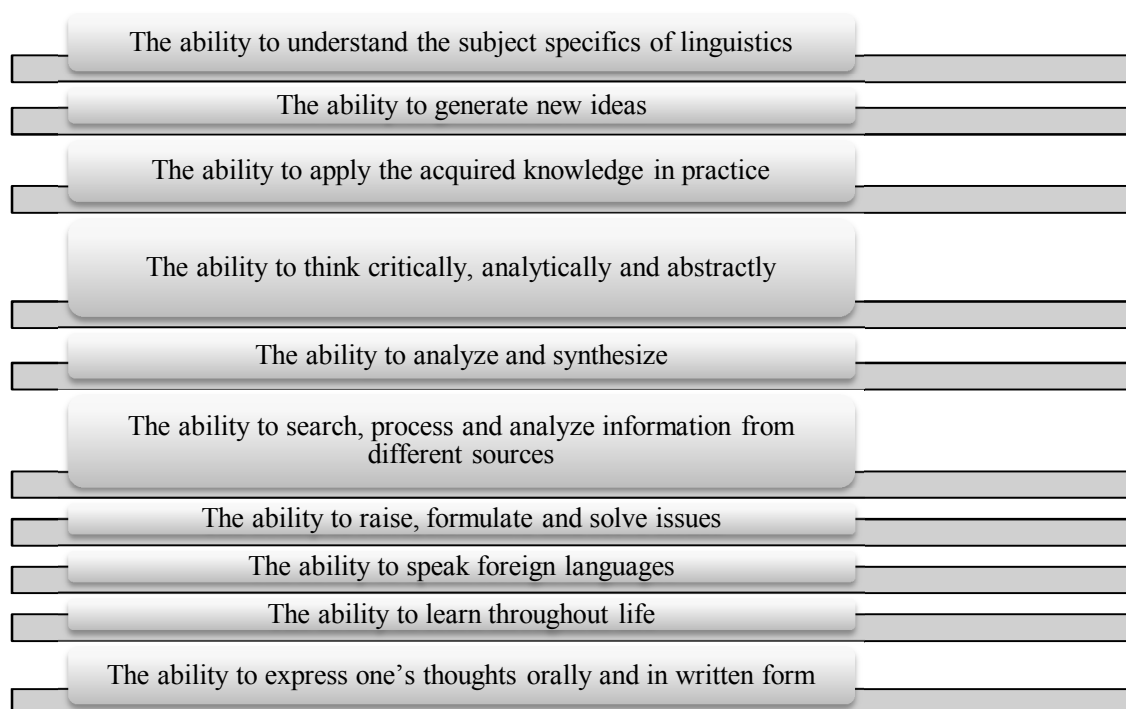 The ability to understand the subject specifics of linguistics
The ability to generate new ideas
The ability to apply the acquired knowledge in practice
The ability to think critically, analytically and abstractly
The ability to analyze and synthesize
The ability to search, process and analyze information from
different sources
The ability to raise, formulate and solve issues
The ability to speak foreign languages
The ability to learn throughout life
The ability to express one’s thoughts orally and in written form